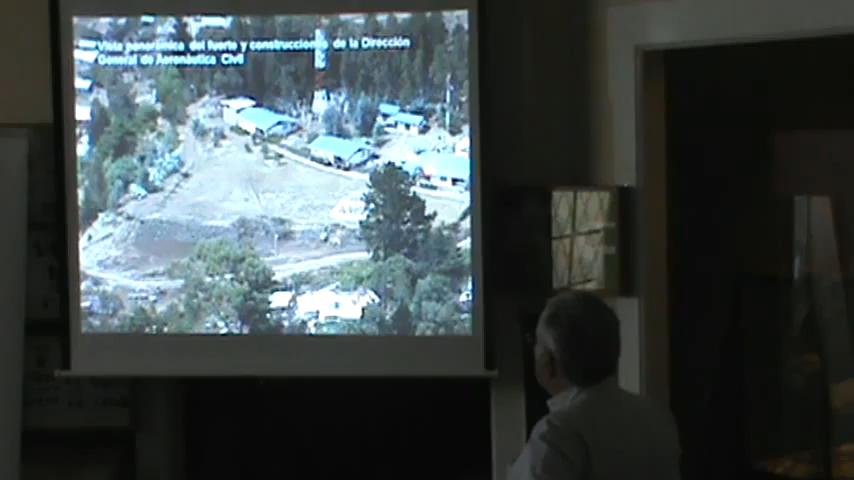 Vista panorámica del fuerte y construcciones de la Dirección
General de Aeronáutica Civil